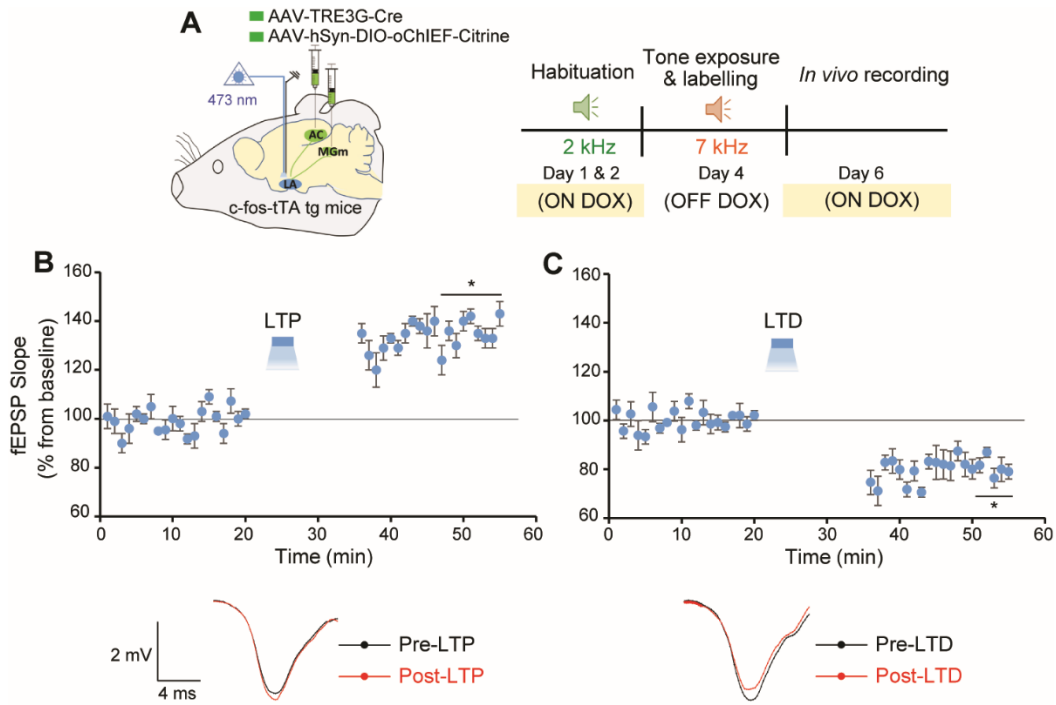 A
AAV-TRE3G-Cre
AAV-hSyn-DIO-oChIEF-Citrine
473 nm
AC
MGm
LA
c-fos-tTA tg mice
Habituation
Tone exposure
& labelling
In vivo recording
2 kHz
7 kHz
Day 1 & 2
Day 4
Day 6
(ON DOX)
(OFF DOX)
(ON DOX)
B
fEPSP Slope
(% from baseline)
160
140
120
100
80
60
LTP
*
0
10
20
30
40
50
60
Time (min)
C
160
140
120
100
80
60
LTD
*
0
10
20
30
40
50
60
Time (min)
2 mV
4 ms
Pre-LTP
Post-LTP
Pre-LTD
Post-LTD